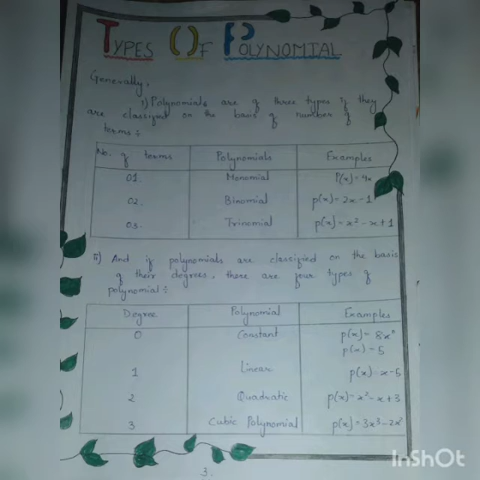 TYPES OF POLYNOMIAL
Generally,
i) Polynomials are of three types if they
are classified on the basis of number of
terms :-
No. of terms Polynomials Examples
01 Monomial P(x) = 4x
02. Binomial p(x) = 2x - 1
03. Trinomial p(x) = x² - x + 1
ii) And if polynomials are classified on the basis
of their degrees, there are four types of
polynomial :-
Degree Polynomial Examples
0 Constant p(x) = 8x⁰
p(x) = 5
1 Linear p(x) = x - 5
2 Quadratic p(x) = x² - x + 3
3 Cubic Polynomial p(x) = 3x³ - 2x²
3.
InShOt